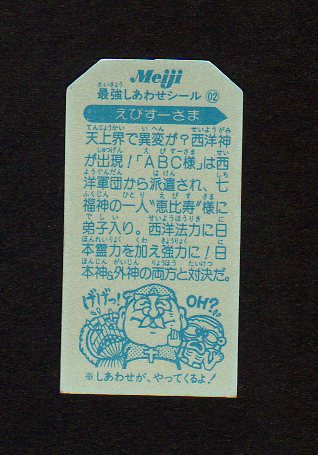 Meiji
最強しあわせシール 02
えびすーさま
天上界で異変が?西洋神
が出現!「ABC様」は西
洋軍団から派遣され、七
福神の一人"恵比寿"様に
弟子入り。西洋法力に日
本霊力を加え強力に!日
本神&外神の両方と対決だ。
げげっ!
OH?
※しあわせが、やってくるよ!